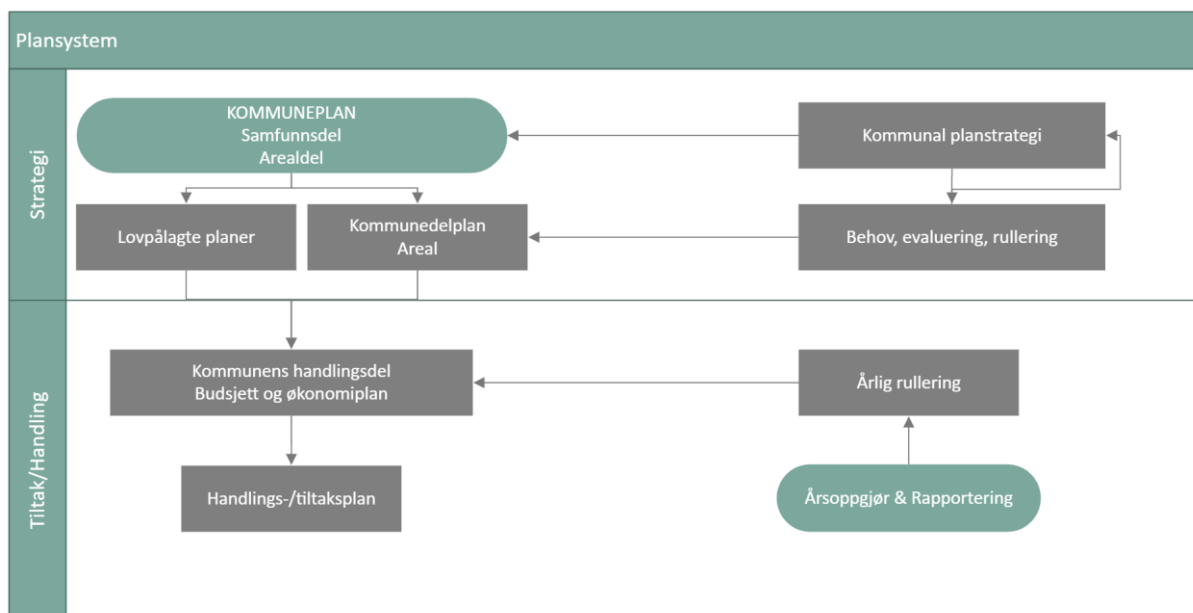 Plansystem
Strategi
KOMMUNEPLAN
Samfunnsdel
Arealdel
Kommunal planstrategi
Lovpålagte planer
Kommunedelplan
Areal
Behov, evaluering, rullering
Tiltak/Handling
Kommunens handlingsdel
Budsjett og økonomiplan
Årlig rullering
Handlings-/tiltaksplan
Årsoppgjør & Rapportering